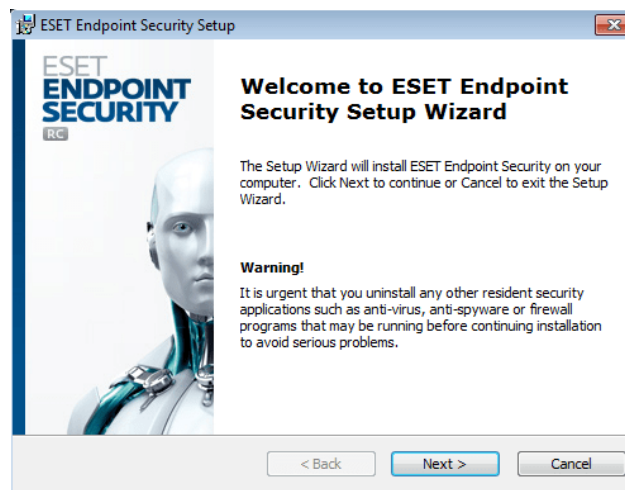 ESET Endpoint Security Setup
ESET
ENDPOINT
SECURITY
RC
Welcome to ESET Endpoint
Security Setup Wizard
The Setup Wizard will install ESET Endpoint Security on your
computer. Click Next to continue or Cancel to exit the Setup
Wizard.
Warning!
It is urgent that you uninstall any other resident security
applications such as anti-virus, anti-spyware or firewall
programs that may be running before continuing installation
to avoid serious problems.
< Back
Next >
Cancel